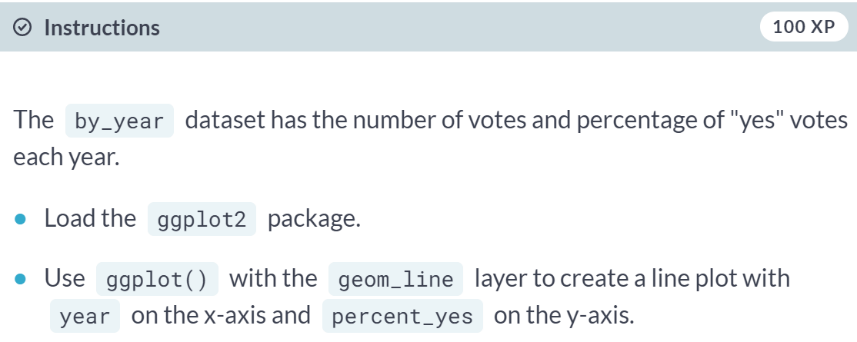 Instructions 100 XP
The by_year dataset has the number of votes and percentage of "yes" votes
each year.
Load the ggplot2 package.
Use ggplot() with the geom_line layer to create a line plot with
year on the x-axis and percent_yes on the y-axis.